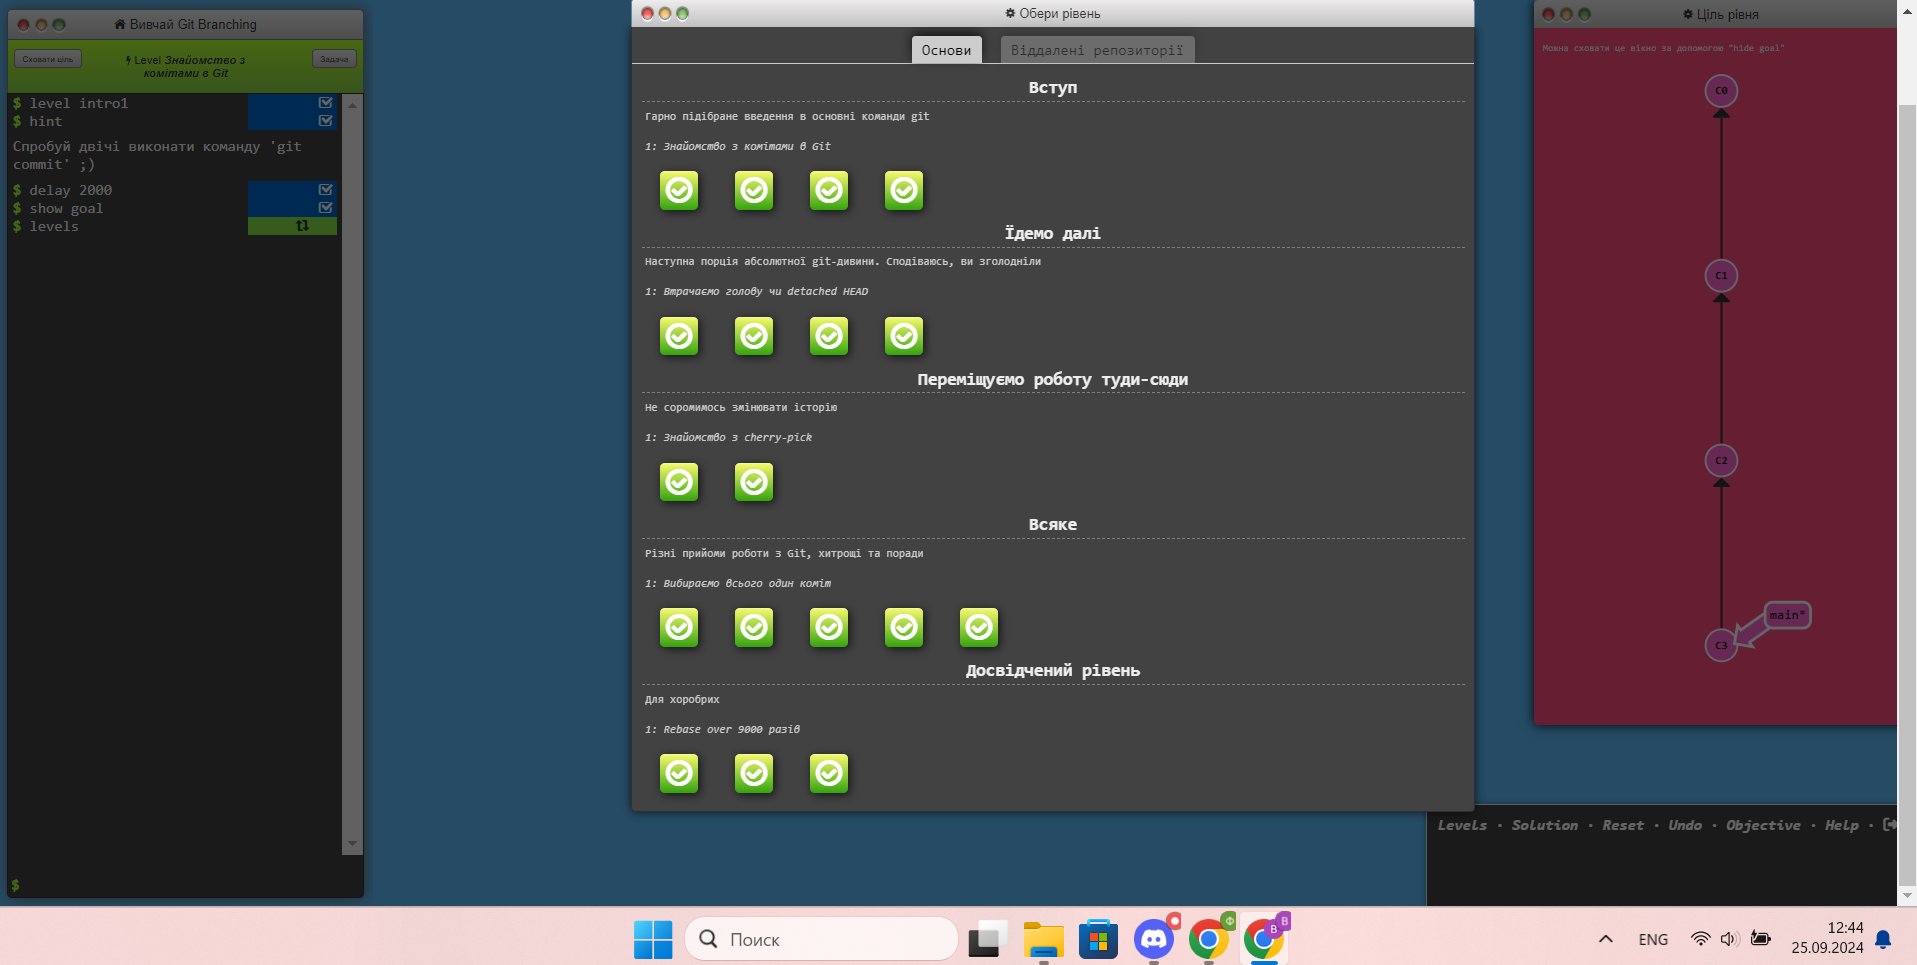 Вивчай Git Branching
Сховати ціль
Level Знайомство з
комітами в Git
Задача
$ level intro1
$ hint
Спробуй двічі виконати команду 'git
commit' ;)
$ delay 2000
$ show goal
$ levels
$
Обери рівень
Основи
Віддалені репозиторії
Вступ
Гарно підібране введення в основні команди git
1: Знайомство з комітами в Git
Їдемо далі
Наступна порція абсолютної git-дивини. Сподіваюсь, ви зголодніли
1: Втрачаємо голову чи detached HEAD
Переміщуємо роботу туди-сюди
Не соромимось змінювати історію
1: Знайомство з cherry-pick
Всяке
Різні прийоми роботи з Git, хитрощі та поради
1: Вибираємо всього один коміт
Досвідчений рівень
Для хоробрих
1: Rebase over 9000 разів
Ціль рівня
Можна сховати це вікно за допомогою "hide goal"
C0
C1
C2
main*
C3
Levels · Solution · Reset · Undo · Objective · Help ·
Поиск
Ф
B
B
ENG
12:44
25.09.2024